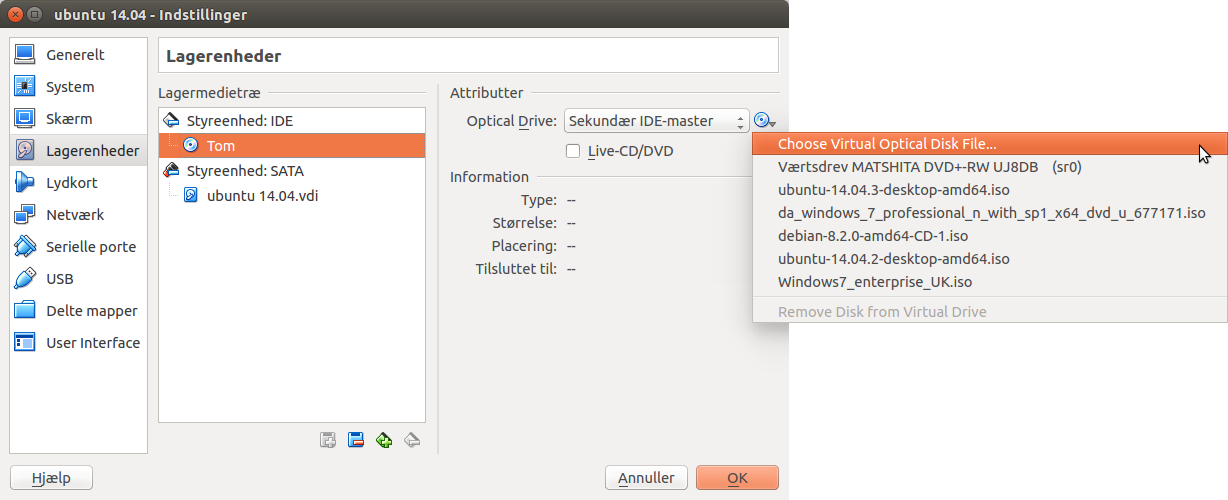 ubuntu 14.04 - Indstillinger
Generelt
System
Skærm
Lagerenheder
Lydkort
Netværk
Serielle porte
USB
Delte mapper
User Interface
Lagerenheder
Lagermedietræ
Styreenhed: IDE
Tom
Styreenhed: SATA
ubuntu 14.04.vdi
Attributter
Optical Drive: Sekundær IDE-master
Live-CD/DVD
Information
Type: --
Størrelse: --
Placering: --
Tilsluttet til: --
Choose Virtual Optical Disk File...
Værtsdrev MATSHITA DVD+-RW UJ8DB (sr0)
ubuntu-14.04.3-desktop-amd64.iso
da_windows_7_professional_n_with_sp1_x64_dvd_u_677171.iso
debian-8.2.0-amd64-CD-1.iso
ubuntu-14.04.2-desktop-amd64.iso
Windows7_enterprise_UK.iso
Remove Disk from Virtual Drive
Hjælp
Annuller
OK